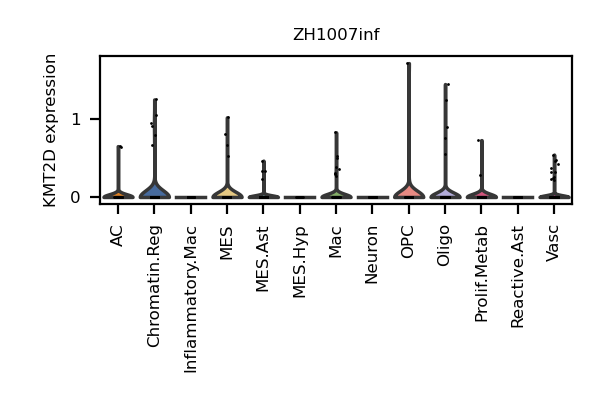 ZH1007inf
KMT2D expression
1
0
AC
Chromatin.Reg
Inflammatory.Mac
MES
MES.Ast
MES.Hyp
Mac
Neuron
OPC
Oligo
Prolif.Metab
Reactive.Ast
Vasc